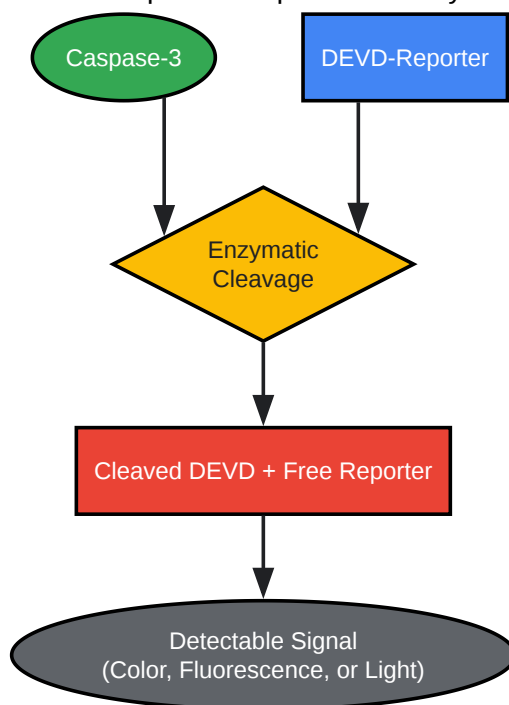 Caspase-3
DEVD-Reporter
Enzymatic
Cleavage
Cleaved DEVD + Free Reporter
Detectable Signal
(Color, Fluorescence, or Light)